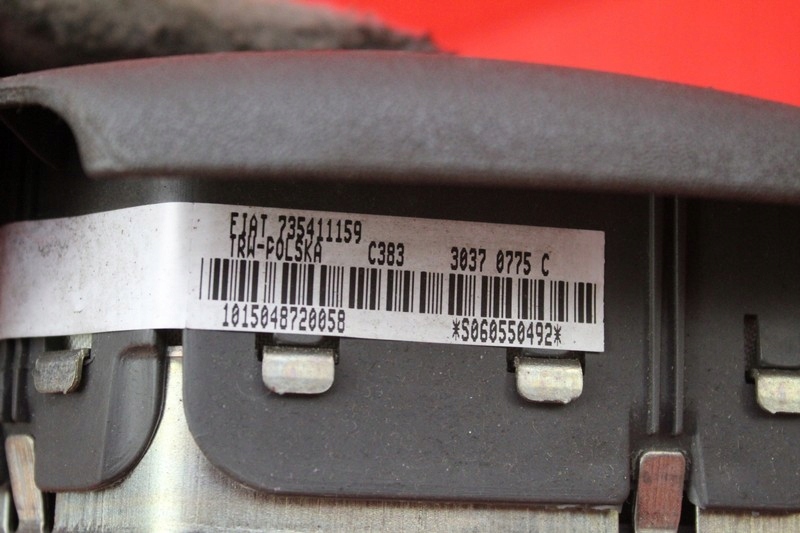 FIAT 735411159
TRW-POLSKA C383 3037 0775 C
1015048720058 *S060550492*